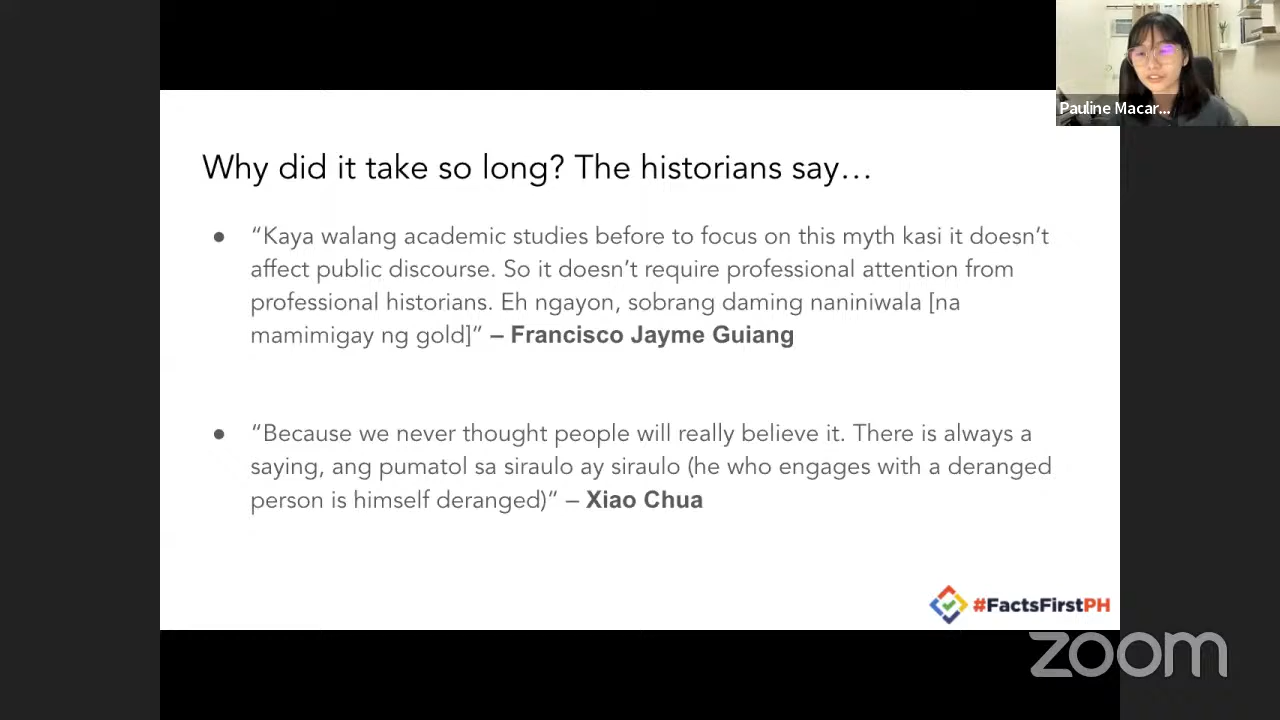 Pauline Macar...
Why did it take so long? The historians say…
● “Kaya walang academic studies before to focus on this myth kasi it doesn’t
affect public discourse. So it doesn’t require professional attention from
professional historians. Eh ngayon, sobrang daming naniniwala [na
mamimigay ng gold]” – Francisco Jayme Guiang
● “Because we never thought people will really believe it. There is always a
saying, ang pumatol sa siraulo ay siraulo (he who engages with a deranged
person is himself deranged)” – Xiao Chua
#FactsFirstPH
zoom